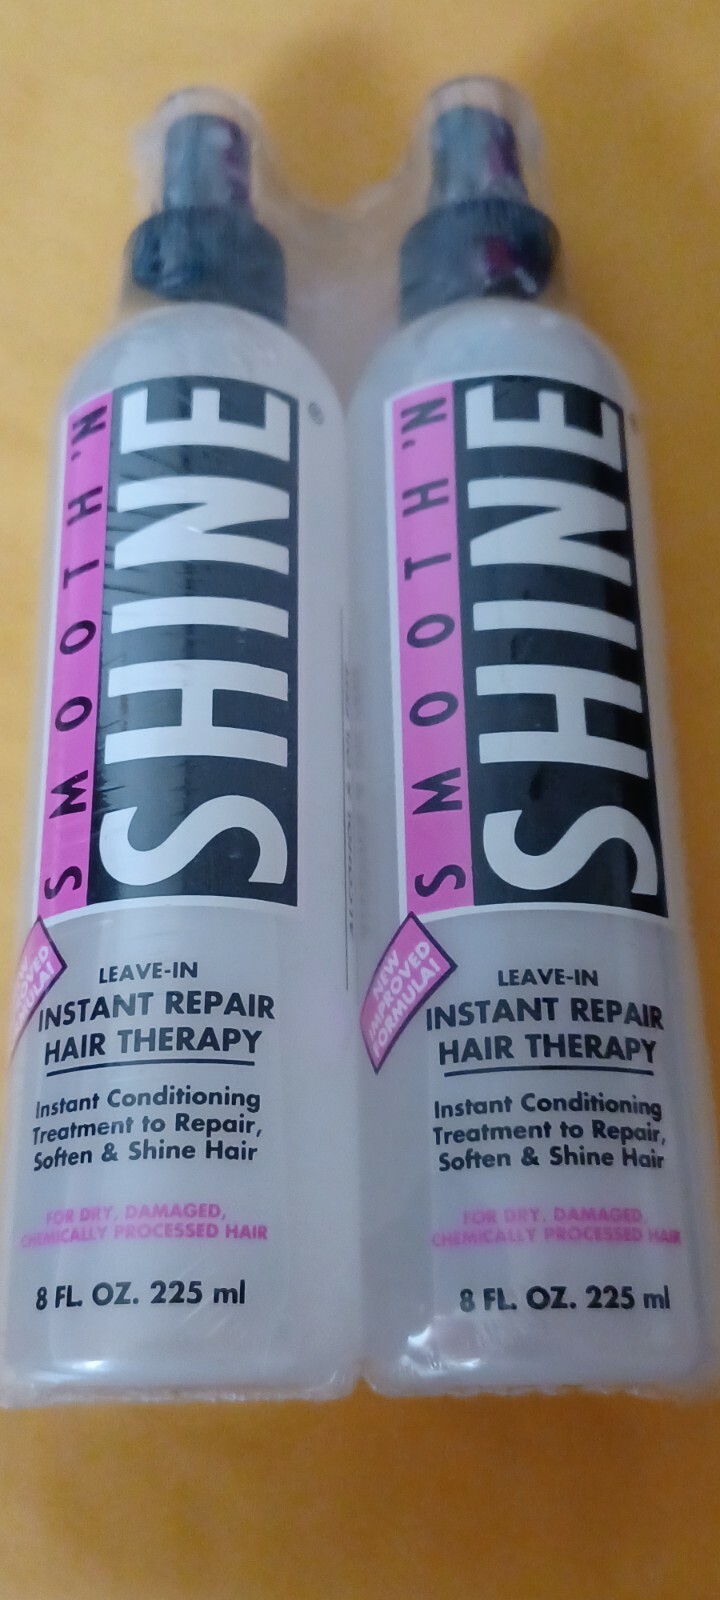 SMOOTH 'N
SHINE
®
LEAVE-IN
INSTANT REPAIR
HAIR THERAPY
Instant Conditioning
Treatment to Repair,
Soften & Shine Hair
FOR DRY, DAMAGED,
CHEMICALLY PROCESSED HAIR
8 FL. OZ. 225 ml
SMOOTH 'N
SHINE
NEW
IMPROVED
FORMULA!
LEAVE-IN
INSTANT REPAIR
HAIR THERAPY
Instant Conditioning
Treatment to Repair,
Soften & Shine Hair
FOR DRY, DAMAGED,
CHEMICALLY PROCESSED HAIR
8 FL. OZ. 225 ml